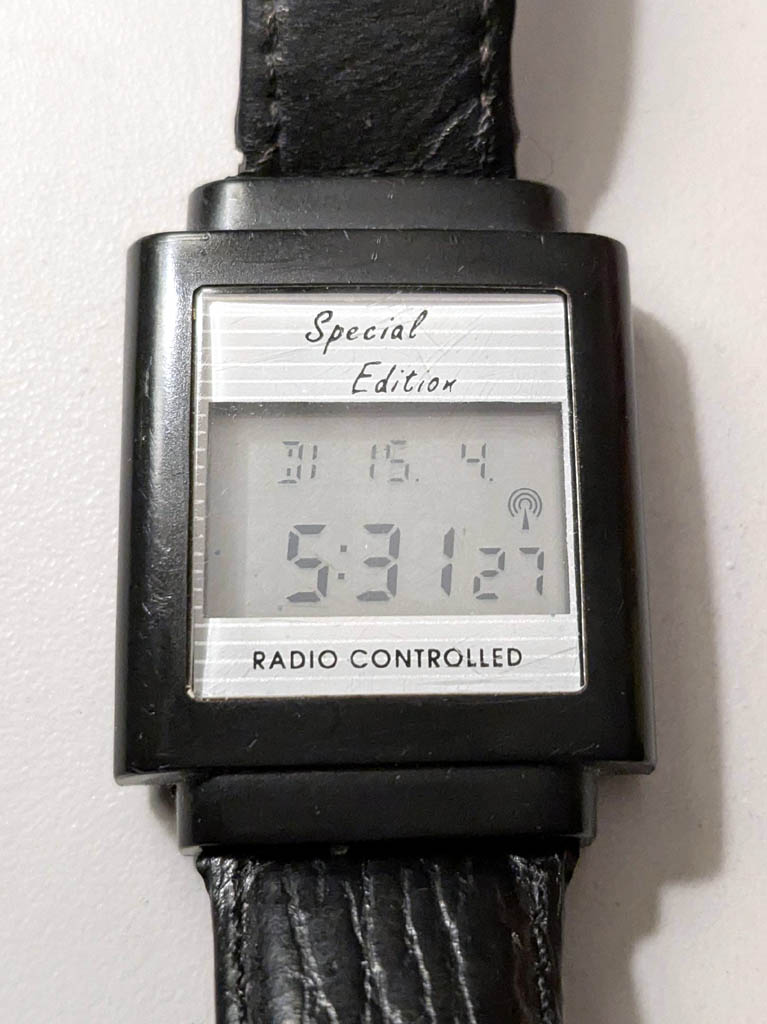 Special
Edition
DI 15. 4.
5:31 27
RADIO CONTROLLED